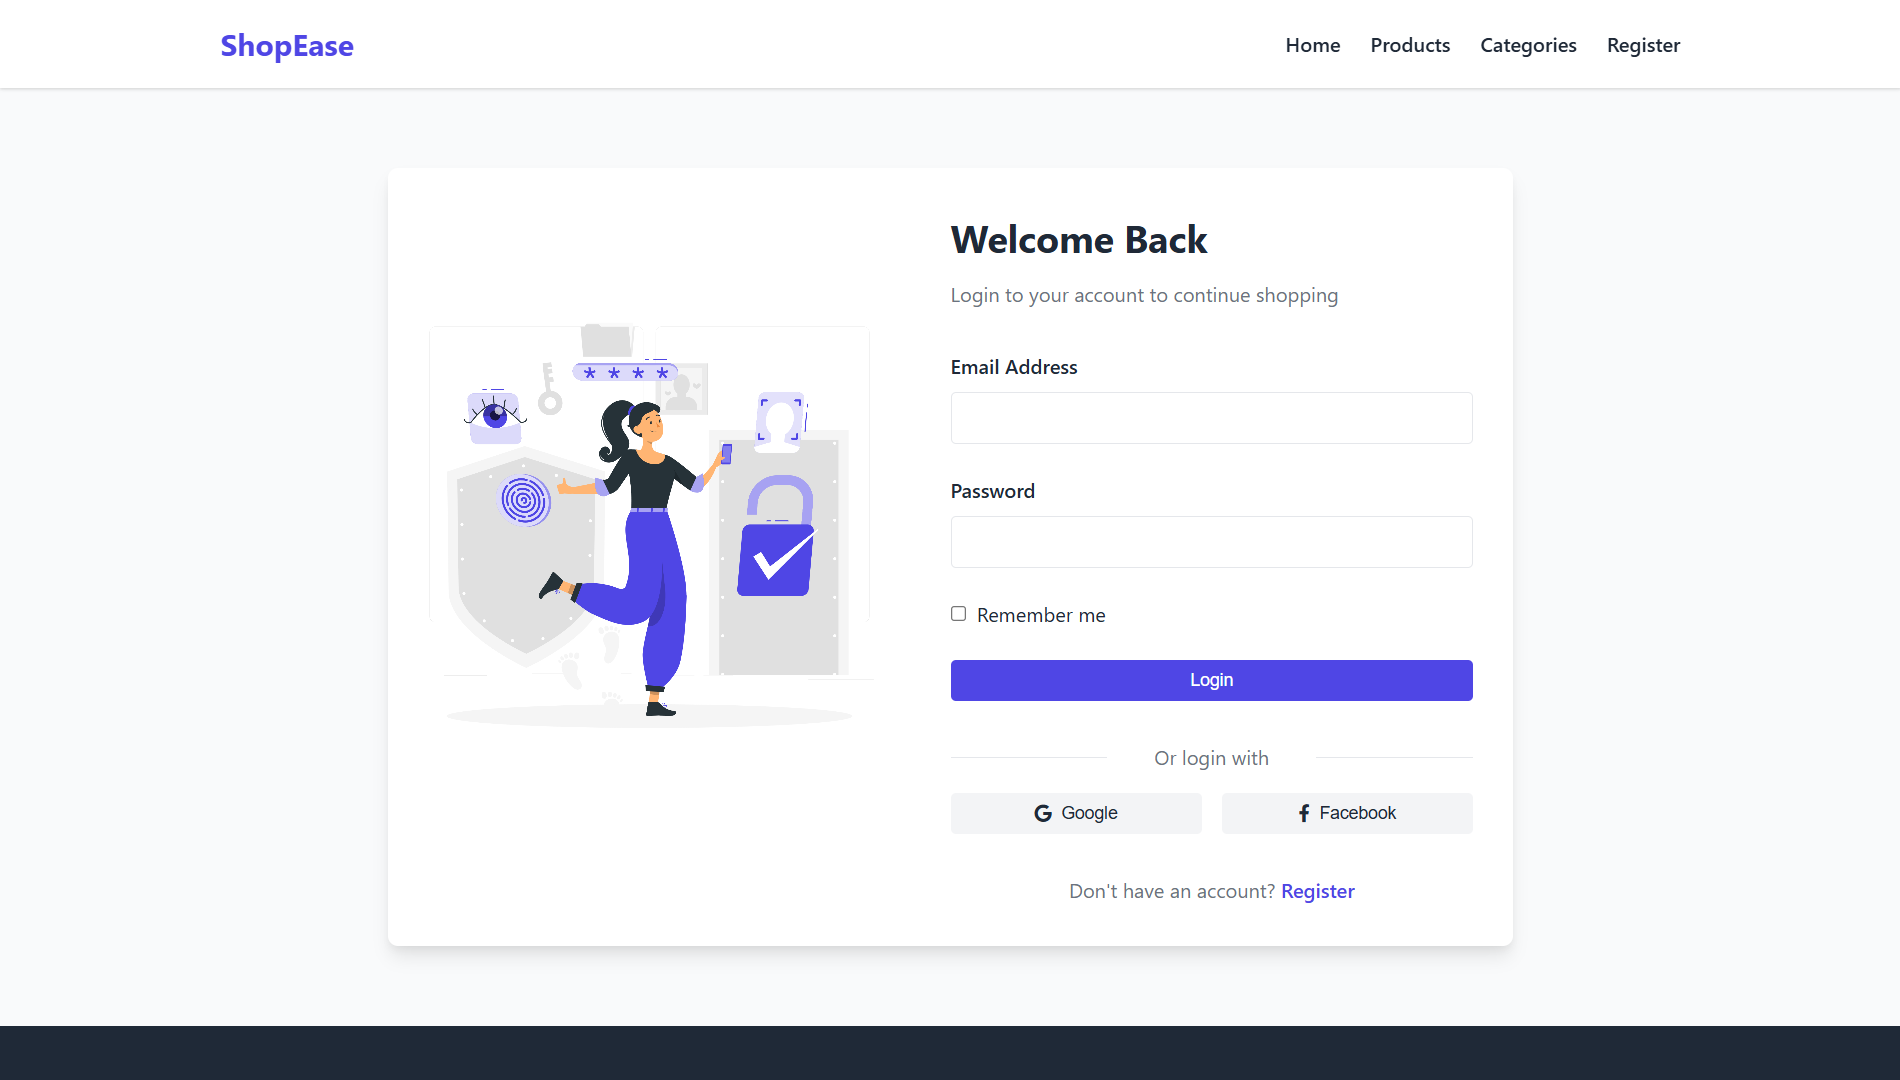 ShopEase
Home Products Categories Register
Welcome Back
Login to your account to continue shopping
Email Address
Password
Remember me
Login
Or login with
Google Facebook
Don't have an account? Register